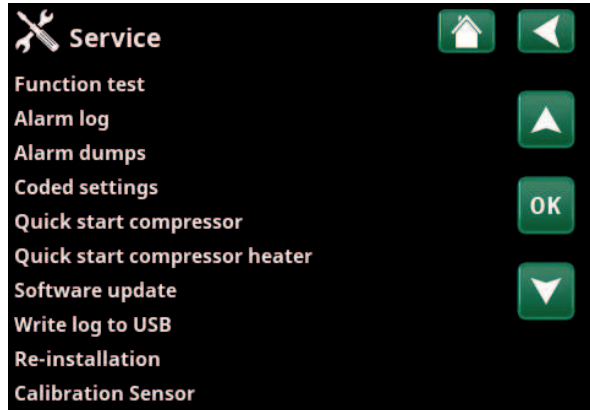 Service
Function test
Alarm log
Alarm dumps
Coded settings
OK
Quick start compressor
Quick start compressor heater
Software update
Write log to USB
Re-installation
Calibration Sensor